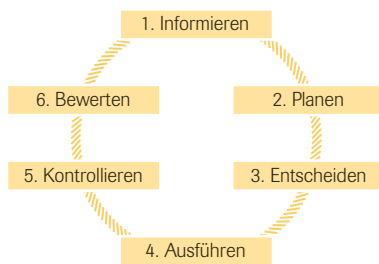 1. Informieren
2. Planen
3. Entscheiden
4. Ausführen
5. Kontrollieren
6. Bewerten